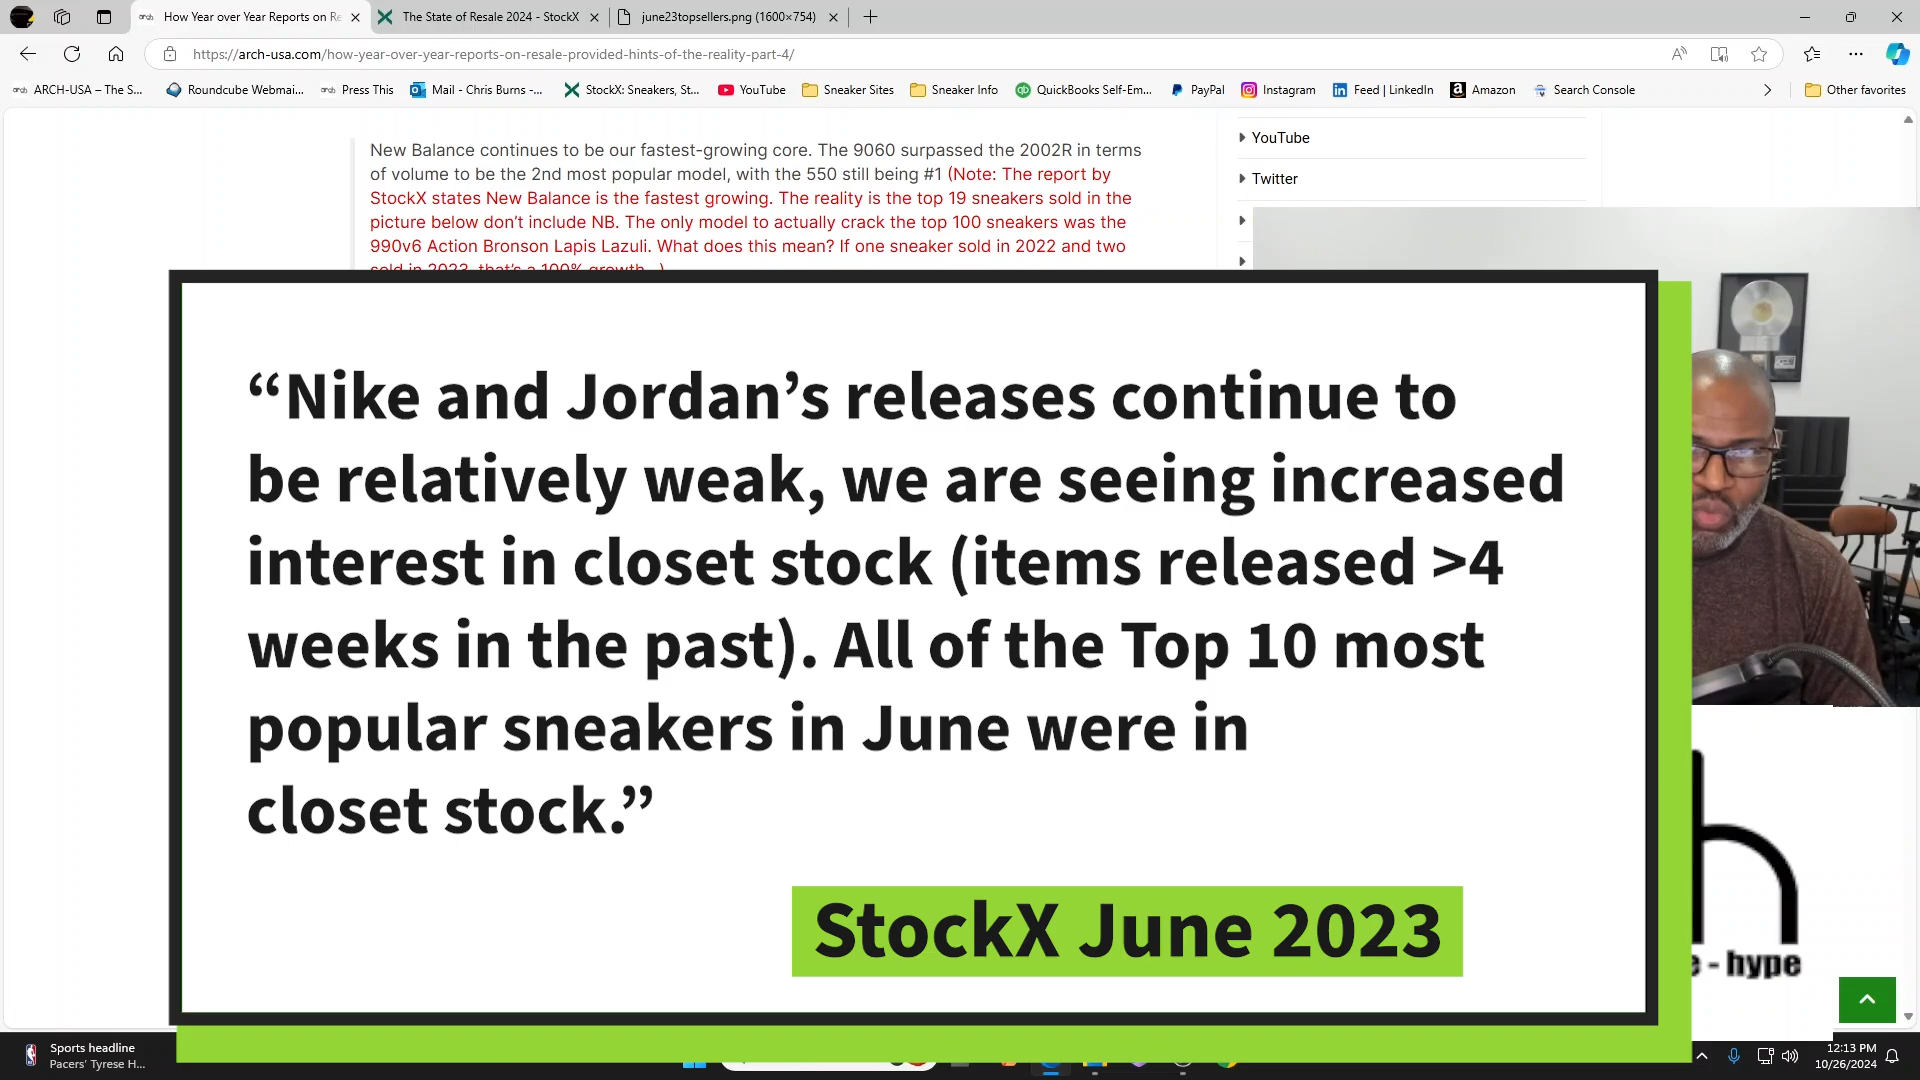 How Year over Year Reports on Re
The State of Resale 2024 - StockX
june23topsellers.png (1600×754)
https://arch-usa.com/how-year-over-year-reports-on-resale-provided-hints-of-the-reality-part-4/
ARCH-USA – The S...
Roundcube Webmai...
Press This
Mail - Chris Burns -...
StockX: Sneakers, St...
YouTube
Sneaker Sites
Sneaker Info
QuickBooks Self-Em...
PayPal
Instagram
Feed | LinkedIn
Amazon
Search Console
Other favorites
New Balance continues to be our fastest-growing core. The 9060 surpassed the 2002R in terms
of volume to be the 2nd most popular model, with the 550 still being #1 (Note: The report by
StockX states New Balance is the fastest growing. The reality is the top 19 sneakers sold in the
picture below don't include NB. The only model to actually crack the top 100 sneakers was the
990v6 Action Bronson Lapis Lazuli. What does this mean? If one sneaker sold in 2022 and two
sold in 2023, that's a 100% growth...)
YouTube
Twitter
“Nike and Jordan’s releases continue to
be relatively weak, we are seeing increased
interest in closet stock (items released >4
weeks in the past). All of the Top 10 most
popular sneakers in June were in
closet stock.”
StockX June 2023
- hype
Sports headline
Pacers' Tyrese H...
12:13 PM
10/26/2024